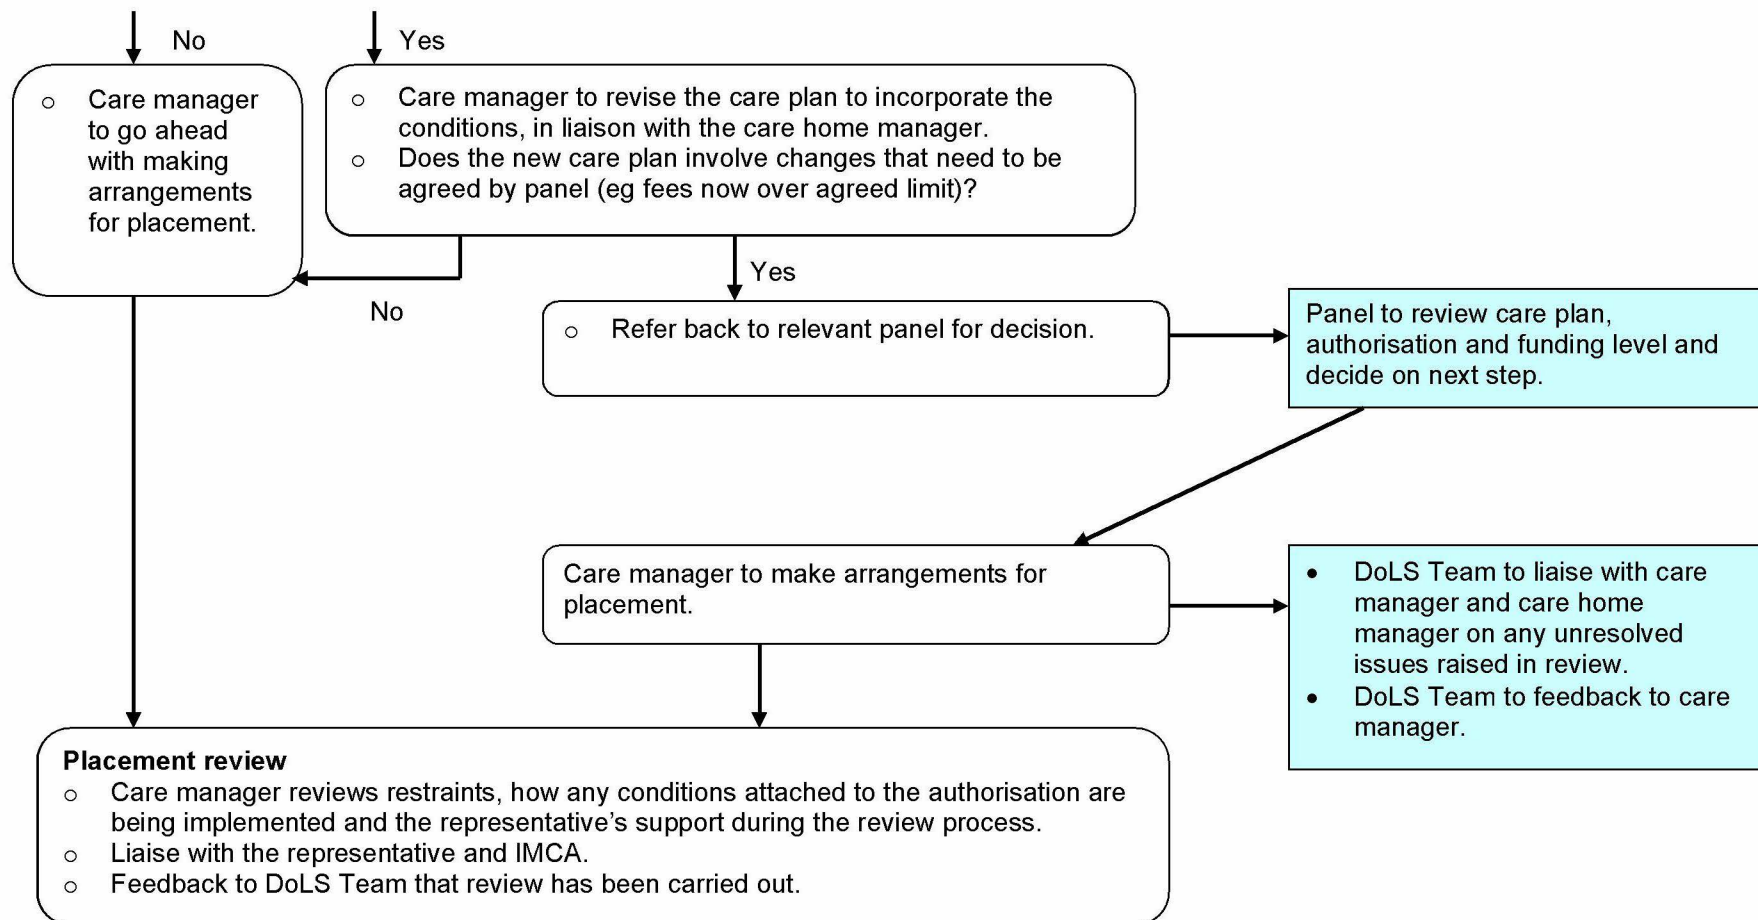 No
Yes
○ Care manager
to go ahead
with making
arrangements
for placement.
○ Care manager to revise the care plan to incorporate the
conditions, in liaison with the care home manager.
○ Does the new care plan involve changes that need to be
agreed by panel (eg fees now over agreed limit)?
No
Yes
○ Refer back to relevant panel for decision.
Panel to review care plan,
authorisation and funding level and
decide on next step.
Care manager to make arrangements for
placement.
• DoLS Team to liaise with care
manager and care home
manager on any unresolved
issues raised in review.
• DoLS Team to feedback to care
manager.
Placement review
○ Care manager reviews restraints, how any conditions attached to the authorisation are
being implemented and the representative's support during the review process.
○ Liaise with the representative and IMCA.
○ Feedback to DoLS Team that review has been carried out.